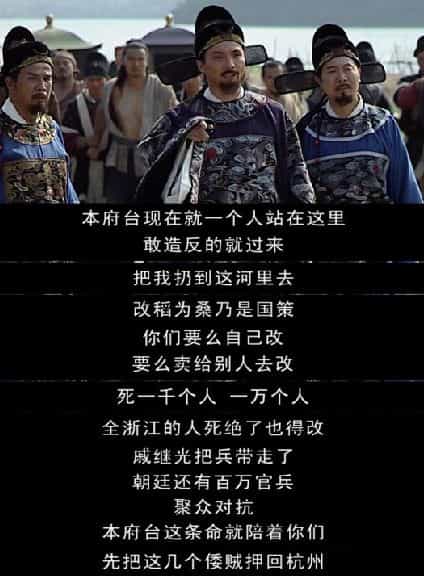 本府台现在就一个人站在这里
敢造反的就过来
把我扔到这河里去
改稻为桑乃是国策
你们要么自己改
要么卖给别人去改
死一千个人 一万个人
全浙江的人死绝了也得改
戚继光把兵带走了
朝廷还有百万官兵
聚众对抗
本府台这条命就陪着你们
先把这几个倭贼押回杭州